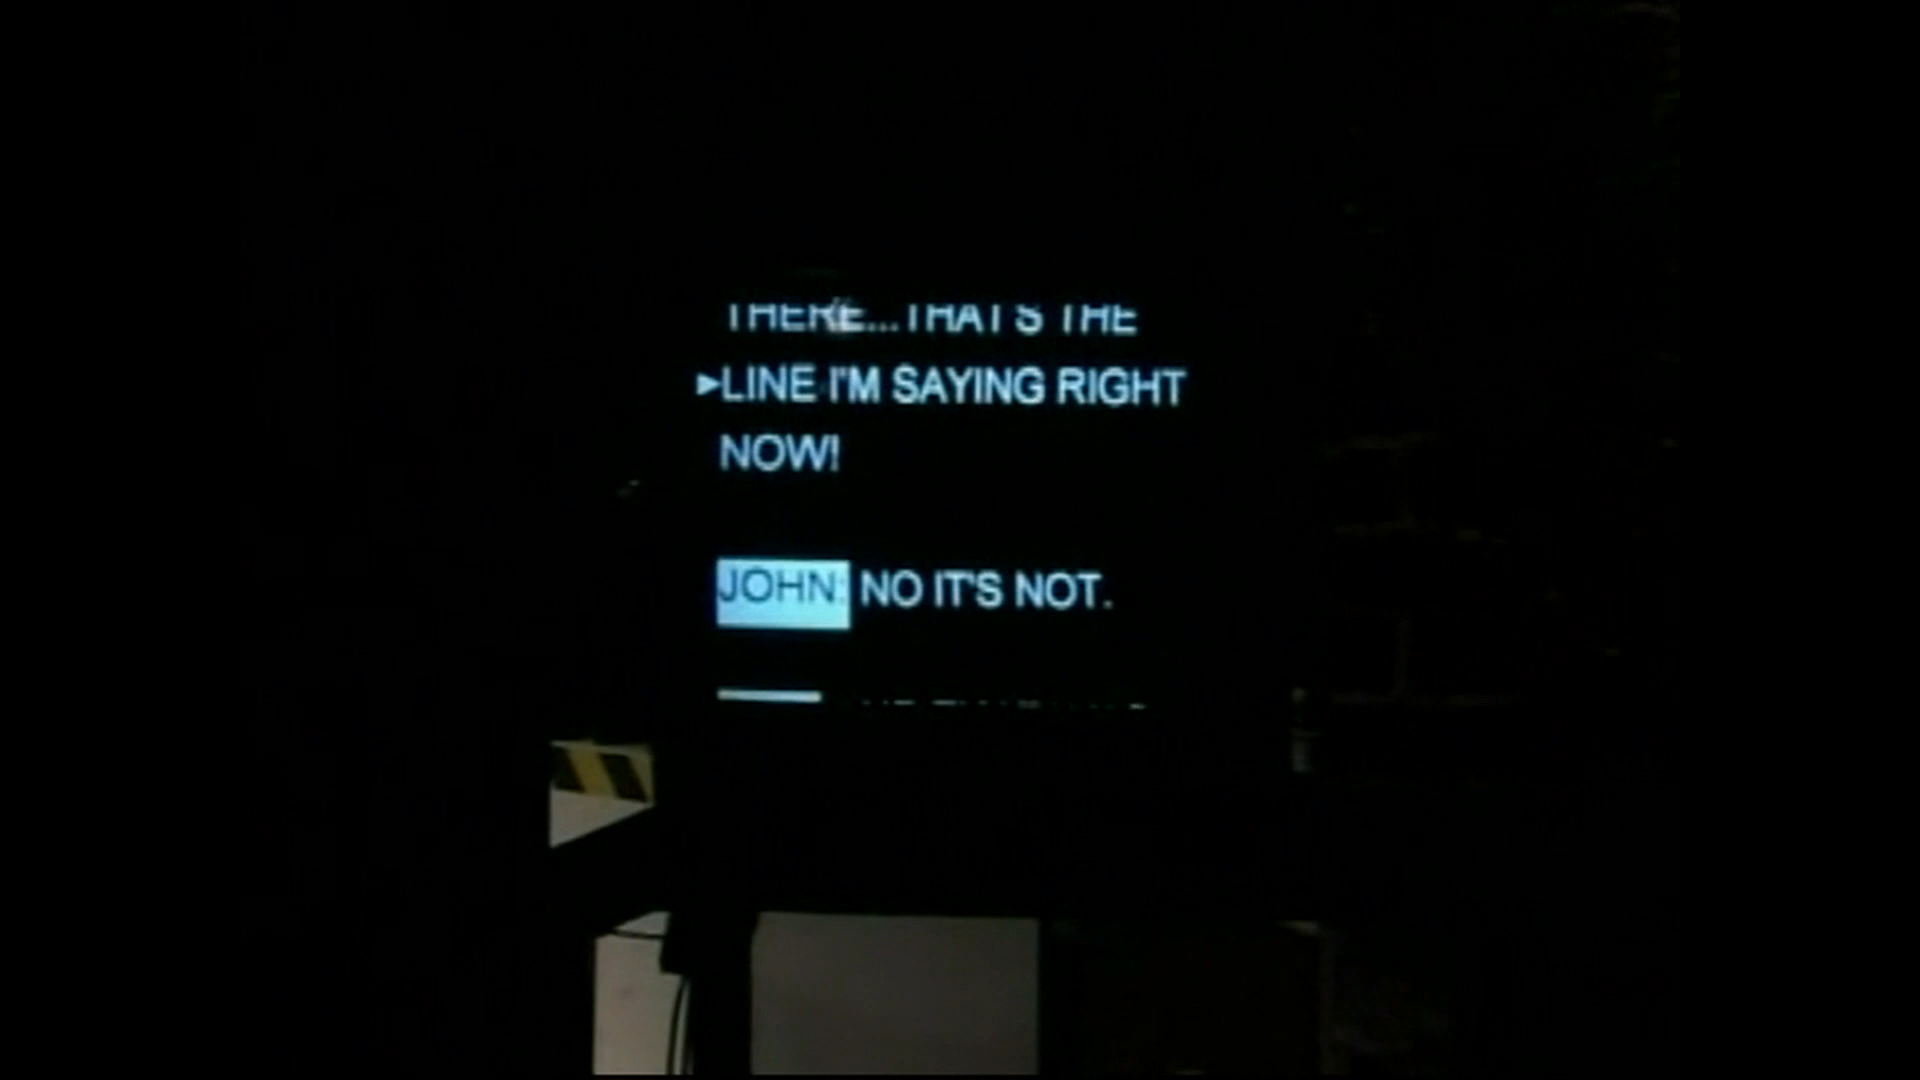 THERE...THAT'S THE
►LINE I'M SAYING RIGHT
NOW!
JOHN: NO IT'S NOT.